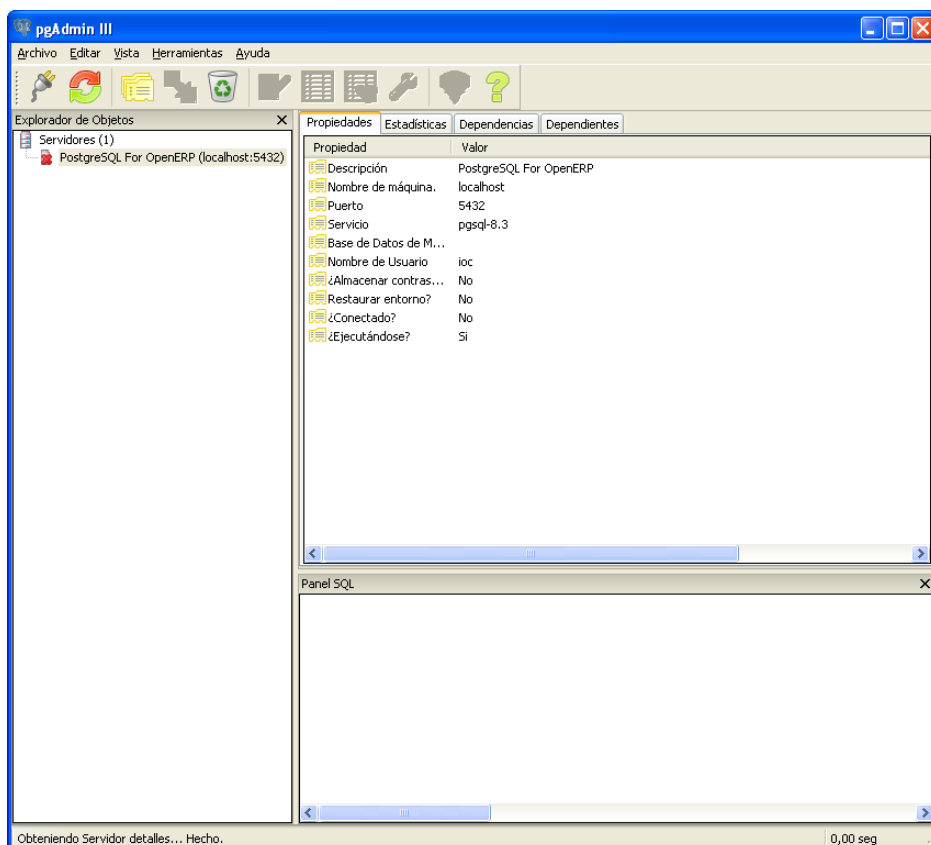 pgAdmin III
Archivo Editar Vista Herramientas Ayuda
Explorador de Objetos
Servidores (1)
PostgreSQL For OpenERP (localhost:5432)
Propiedades Estadísticas Dependencias Dependientes
Propiedad Valor
Descripción PostgreSQL For OpenERP
Nombre de máquina. localhost
Puerto 5432
Servicio pgsql-8.3
Base de Datos de M...
Nombre de Usuario ioc
¿Almacenar contras... No
Restaurar entorno? No
¿Conectado? No
¿Ejecutándose? Si
Panel SQL
Obteniendo Servidor detalles... Hecho. 0,00 seg